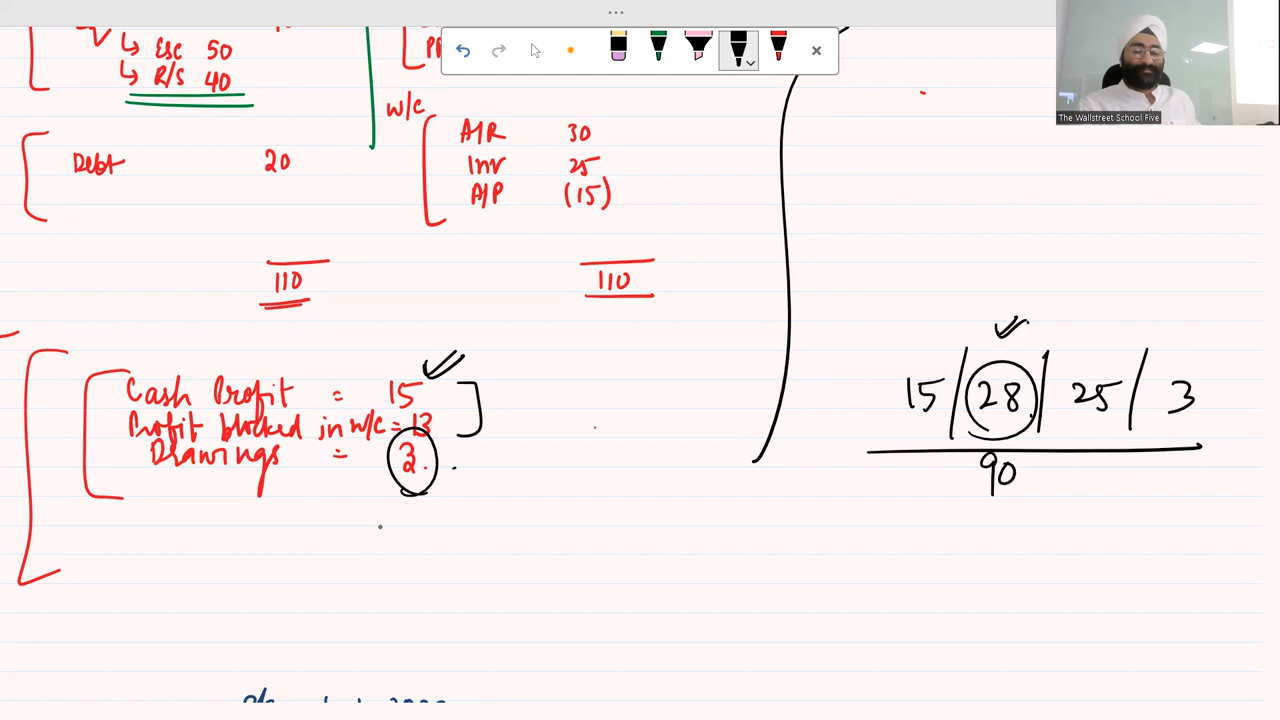 ↳ Esc 50
↳ R/S 40
Debt 20
110
w/c
A/R 30
Inv 25
A/P (15)
110
Cash Profit = 15
Profit blocked in w/c = 13
Drawings = 3
15 / 28 / 25 / 3
90
The Wallstreet School Five